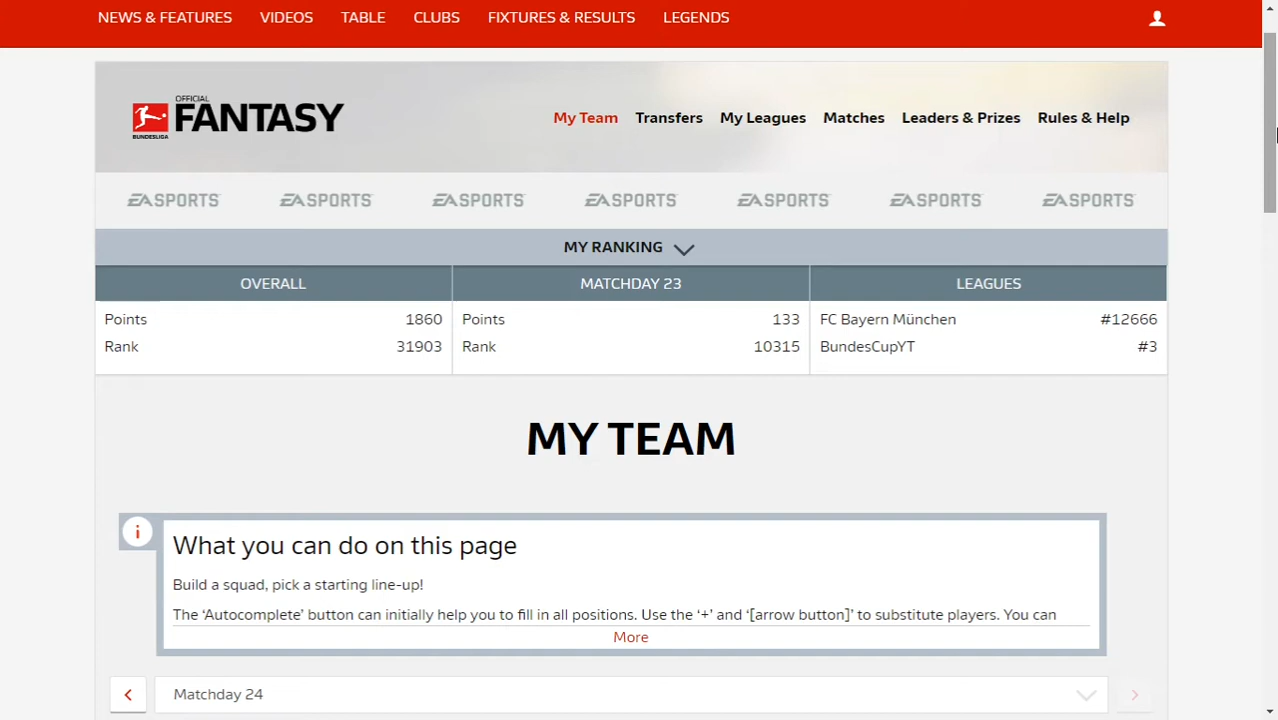 NEWS & FEATURES VIDEOS TABLE CLUBS FIXTURES & RESULTS LEGENDS
OFFICIAL
FANTASY
BUNDESLIGA
My Team Transfers My Leagues Matches Leaders & Prizes Rules & Help
EA SPORTS EA SPORTS EA SPORTS EA SPORTS EA SPORTS EA SPORTS EA SPORTS
MY RANKING
OVERALL MATCHDAY 23 LEAGUES
Points 1860 Points 133 FC Bayern München #12666
Rank 31903 Rank 10315 BundesCupYT #3
MY TEAM
i What you can do on this page
Build a squad, pick a starting line-up!
The ‘Autocomplete’ button can initially help you to fill in all positions. Use the ‘+’ and ‘[arrow button]’ to substitute players. You can
More
Matchday 24